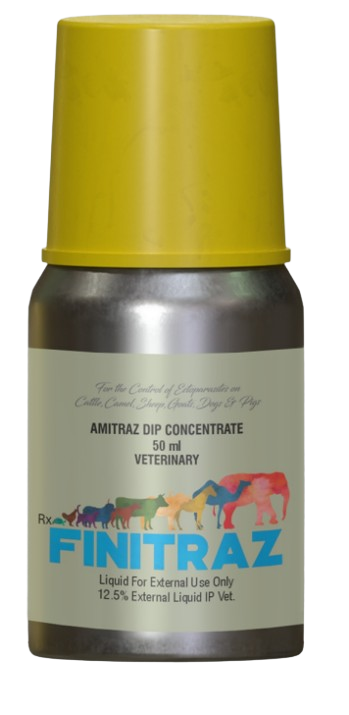 For the Control of Ectiparasites on
Cattle, Camel, Sheep, Goats, Dogs & Pigs
AMITRAZ DIP CONCENTRATE
50 ml
VETERINARY
Rx
FINITRAZ
Liquid For External Use Only
12.5% External Liquid IP Vet.